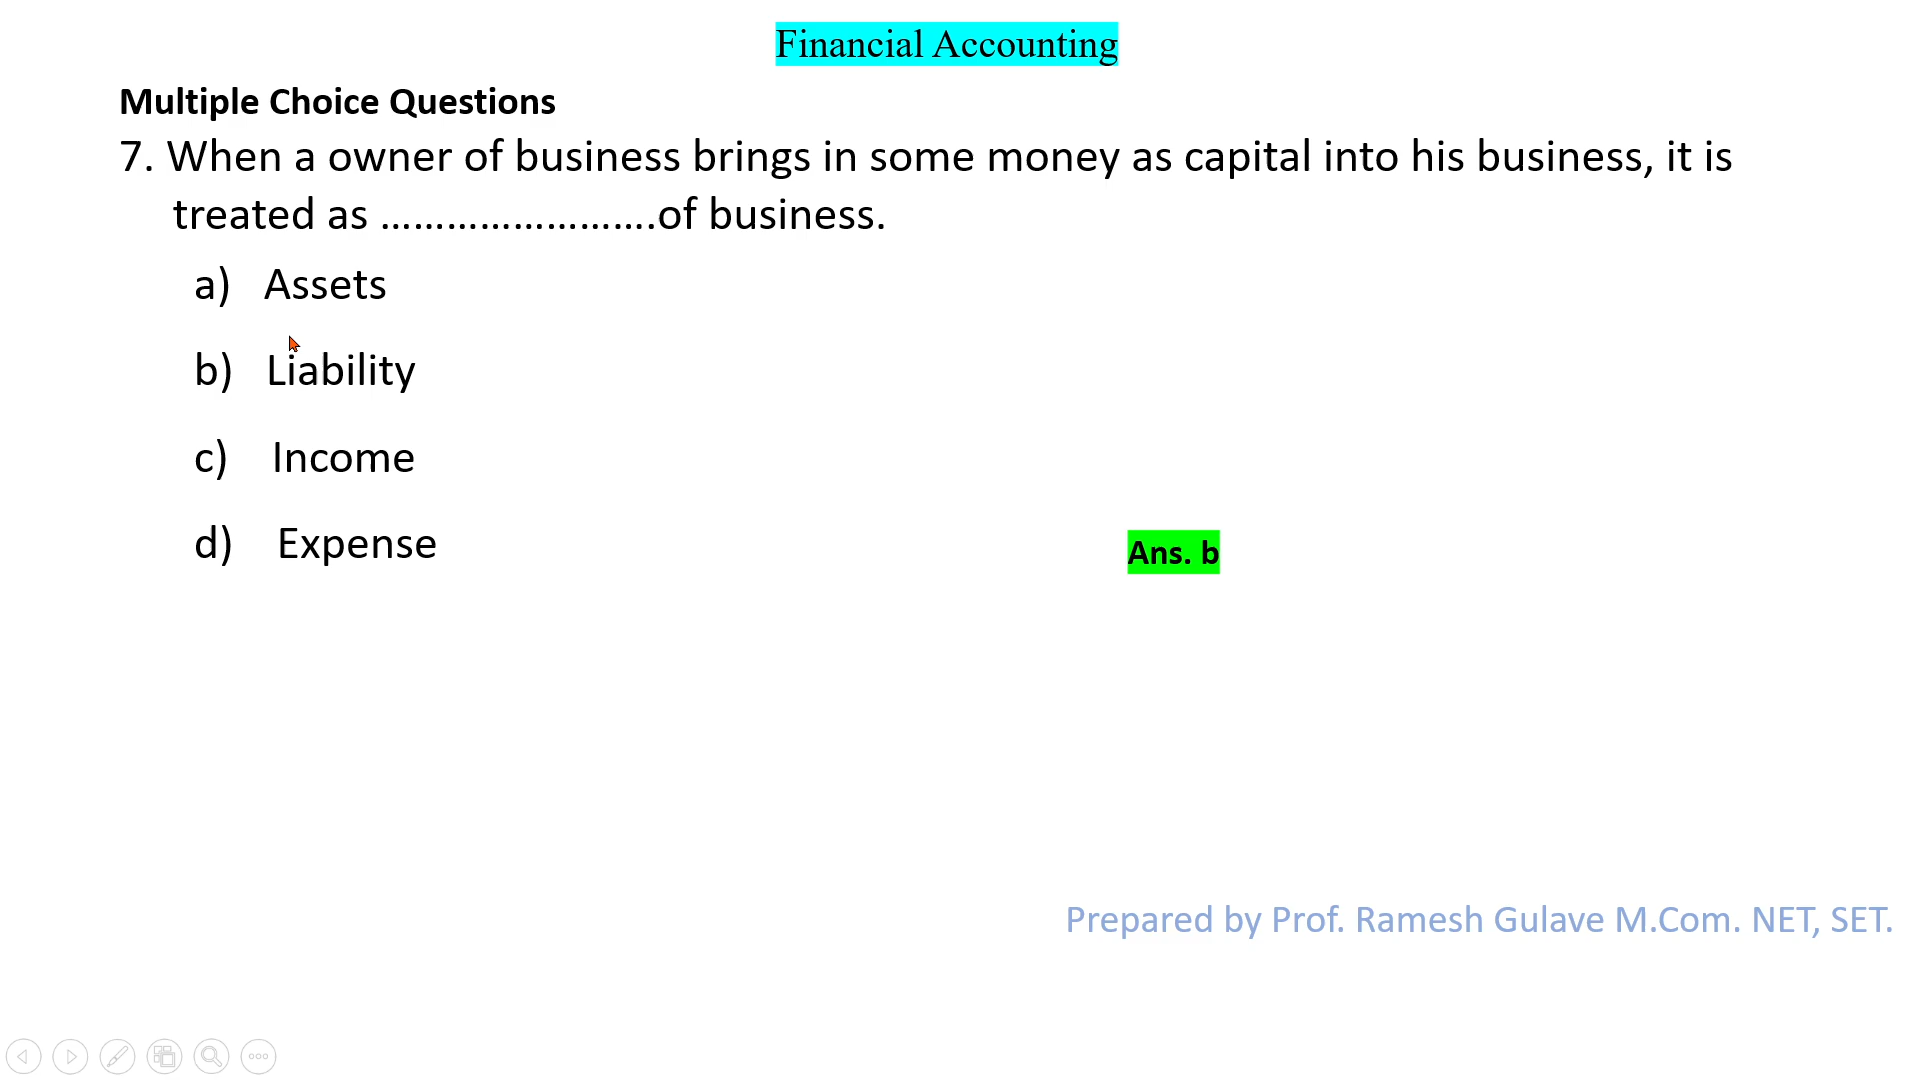 Financial Accounting
Multiple Choice Questions
7. When a owner of business brings in some money as capital into his business, it is
treated as …………………….of business.
a) Assets
b) Liability
c) Income
d) Expense
Ans. b
Prepared by Prof. Ramesh Gulave M.Com. NET, SET.